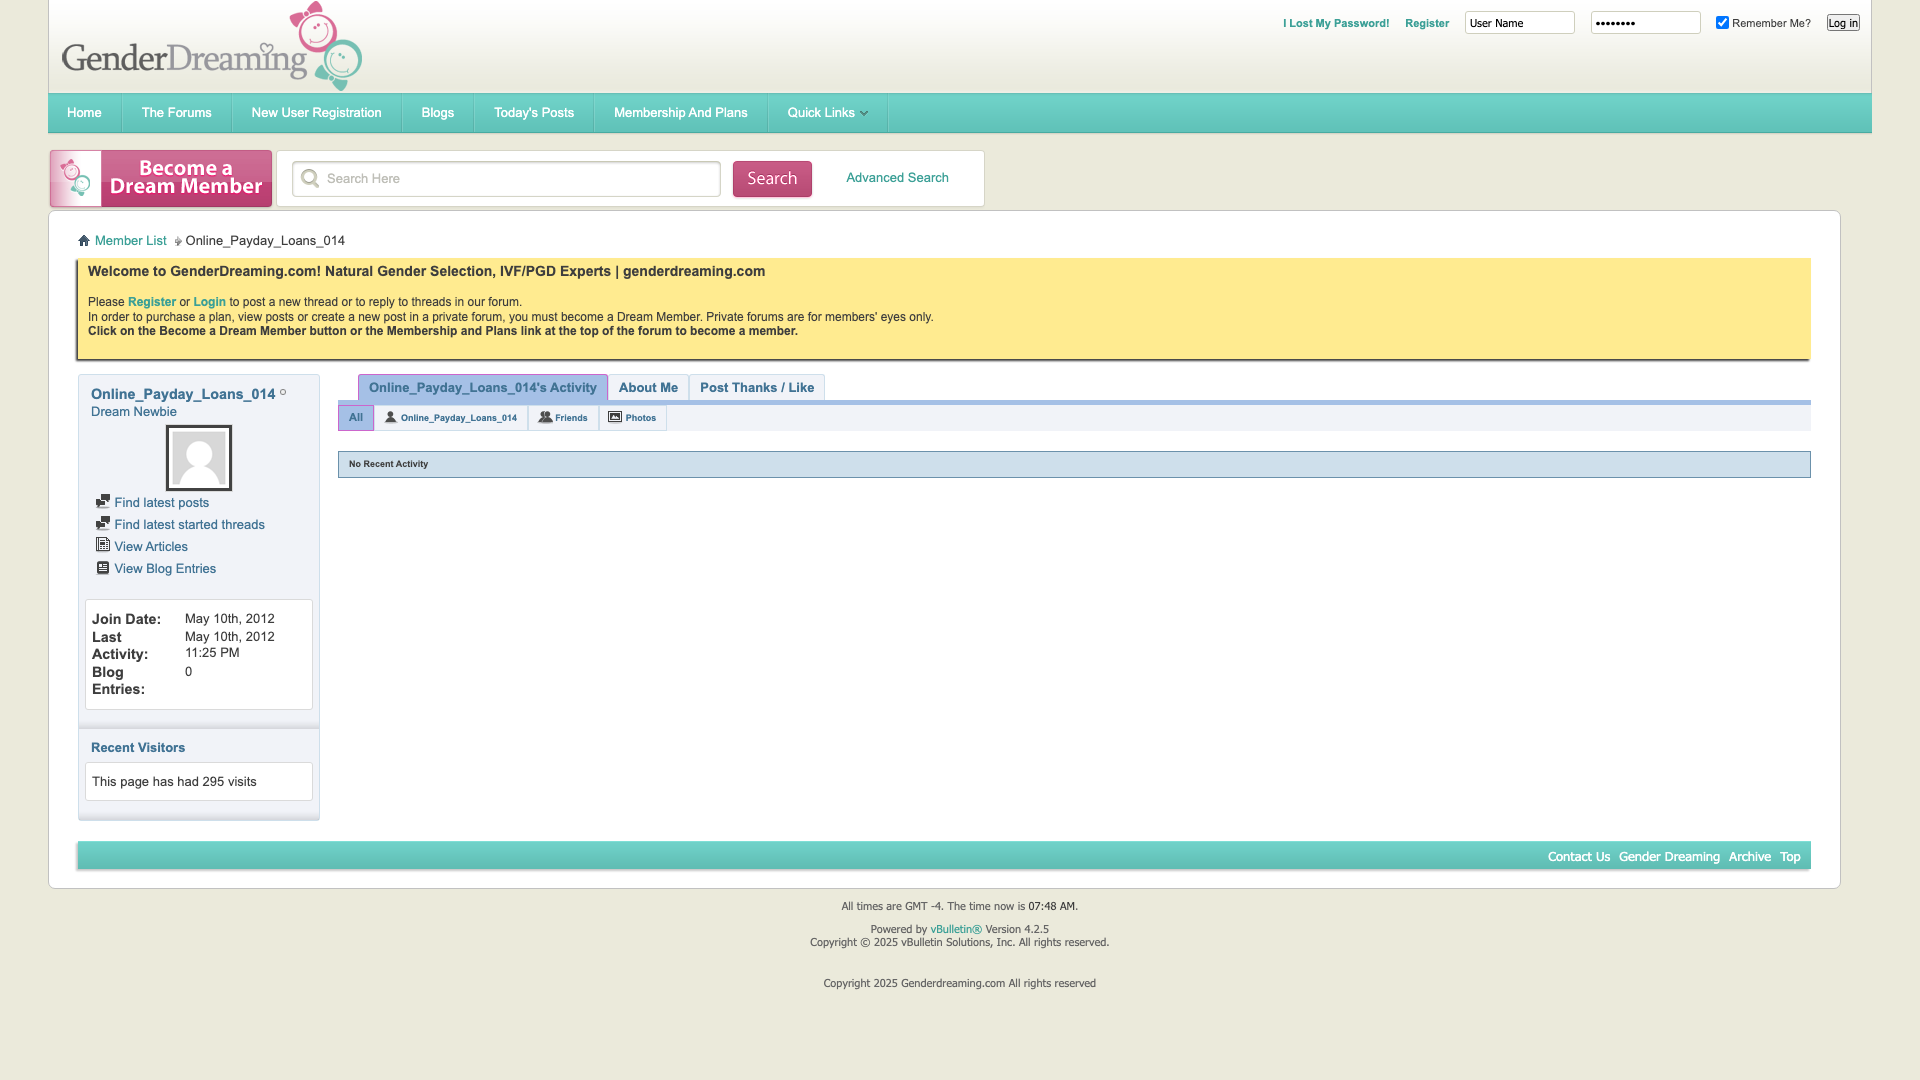 I Lost My Password!
Register
User Name
••••••••
Remember Me?
Log in
GenderDreaming
Home
The Forums
New User Registration
Blogs
Today's Posts
Membership And Plans
Quick Links
Become a
Dream Member
Search Here
Search
Advanced Search
Member List
Online_Payday_Loans_014
Welcome to GenderDreaming.com! Natural Gender Selection, IVF/PGD Experts | genderdreaming.com
Please Register or Login to post a new thread or to reply to threads in our forum.
In order to purchase a plan, view posts or create a new post in a private forum, you must become a Dream Member. Private forums are for members' eyes only.
Click on the Become a Dream Member button or the Membership and Plans link at the top of the forum to become a member.
Online_Payday_Loans_014
Dream Newbie
Find latest posts
Find latest started threads
View Articles
View Blog Entries
Join Date: May 10th, 2012
Last Activity: May 10th, 2012 11:25 PM
Blog Entries: 0
Recent Visitors
This page has had 295 visits
Online_Payday_Loans_014's Activity
About Me
Post Thanks / Like
All
Online_Payday_Loans_014
Friends
Photos
No Recent Activity
Contact Us
Gender Dreaming
Archive
Top
All times are GMT -4. The time now is 07:48 AM.
Powered by vBulletin® Version 4.2.5
Copyright © 2025 vBulletin Solutions, Inc. All rights reserved.
Copyright 2025 Genderdreaming.com All rights reserved